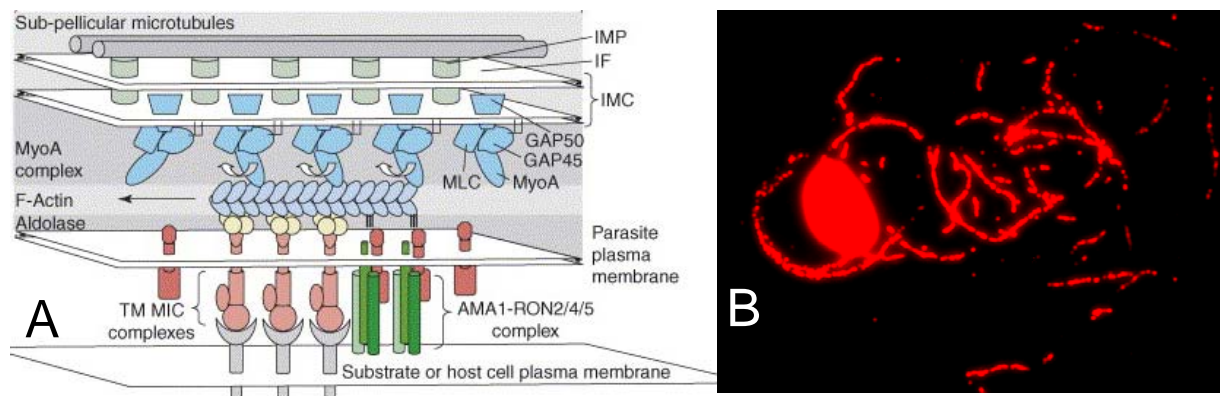 Sub-pellicular microtubules
IMP
IF
IMC
GAP50
MyoA
complex
GAP45
MLC
MyoA
F-Actin
Aldolase
Parasite
plasma
membrane
A
TM MIC
complexes
AMA1-RON2/4/5
complex
Substrate or host cell plasma membrane
B